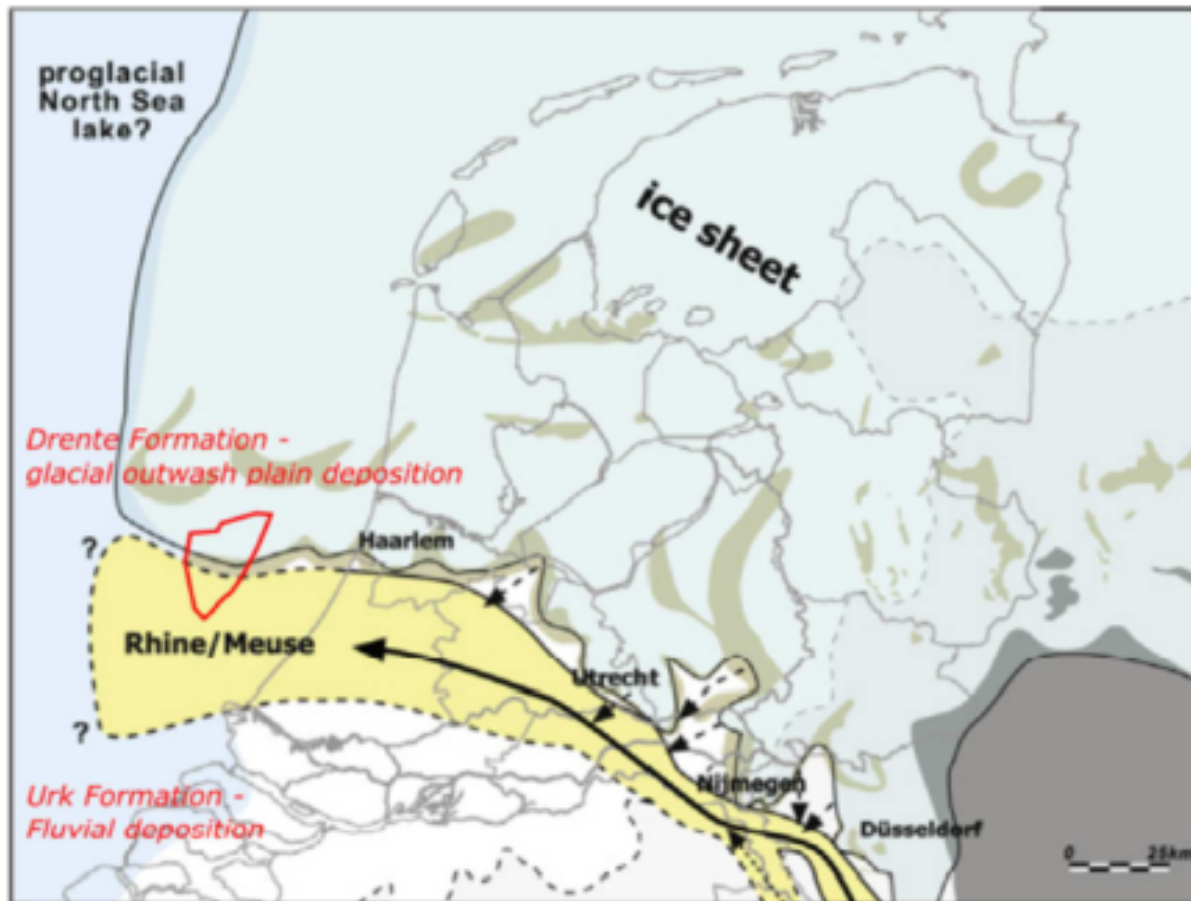 proglacial
North Sea
lake?
ice sheet
Drente Formation -
glacial outwash plain deposition
?
Haarlem
Rhine/Meuse
Utrecht
?
Nijmegen
Urk Formation -
Fluvial deposition
Düsseldorf
0 25km